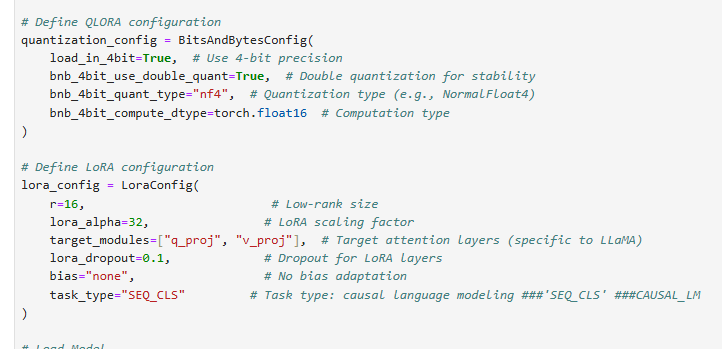 # Define QLORA configuration
quantization_config = BitsAndBytesConfig(
    load_in_4bit=True,  # Use 4-bit precision
    bnb_4bit_use_double_quant=True,  # Double quantization for stability
    bnb_4bit_quant_type="nf4",  # Quantization type (e.g., NormalFloat4)
    bnb_4bit_compute_dtype=torch.float16  # Computation type
)
# Define LoRA configuration
lora_config = LoraConfig(
    r=16,                          # Low-rank size
    lora_alpha=32,                # LoRA scaling factor
    target_modules=["q_proj", "v_proj"],  # Target attention layers (specific to LLaMA)
    lora_dropout=0.1,             # Dropout for LoRA layers
    bias="none",                  # No bias adaptation
    task_type="SEQ_CLS"         # Task type: causal language modeling ###'SEQ_CLS' ###CAUSAL_LM
)
# Load Model